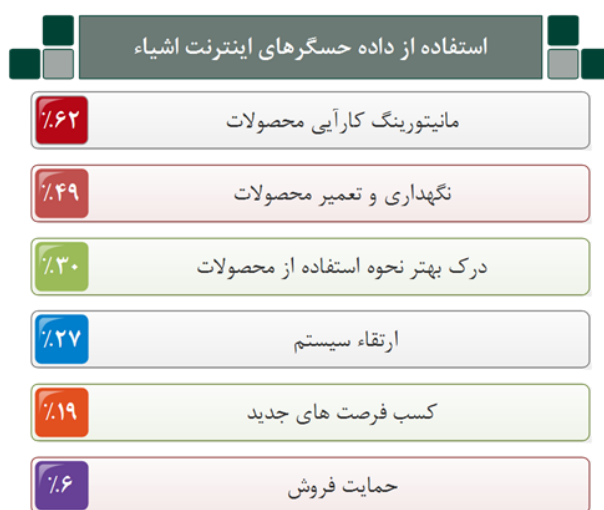 استفاده از داده حسگرهای اینترنت اشیاء
مانیتورینگ کارآیی محصولات ٪۶۲
نگهداری و تعمیر محصولات ٪۴۹
درک بهتر نحوه استفاده از محصولات ٪۳۰
ارتقاء سیستم ٪۲۷
کسب فرصت های جدید ٪۱۹
حمایت فروش ٪۶